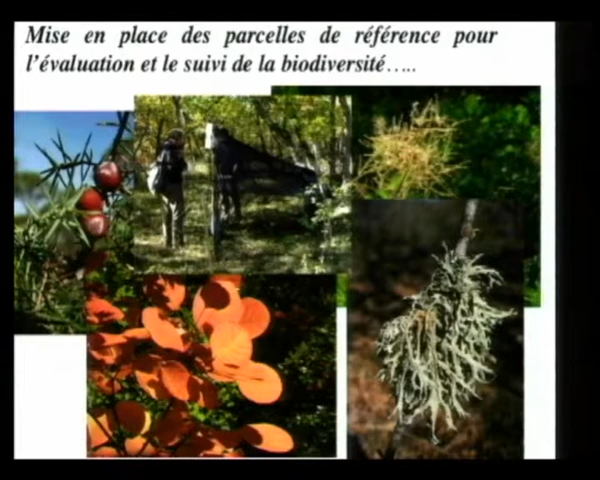 Mise en place des parcelles de référence pour
l'évaluation et le suivi de la biodiversité.....